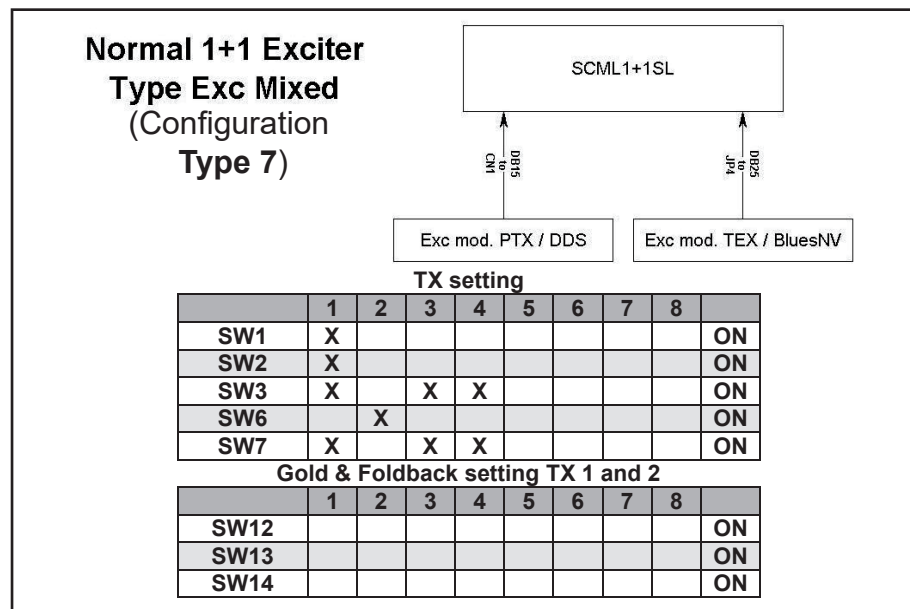 Normal 1+1 Exciter
Type Exc Mixed
(Configuration
Type 7)
SCML1+1SL
DB15
to
CN1
DB25
to
JP4
Exc mod. PTX / DDS
Exc mod. TEX / BluesNV
TX setting
1 2 3 4 5 6 7 8
SW1 X ON
SW2 X ON
SW3 X X X ON
SW6 X ON
SW7 X X X ON
Gold & Foldback setting TX 1 and 2
1 2 3 4 5 6 7 8
SW12 ON
SW13 ON
SW14 ON